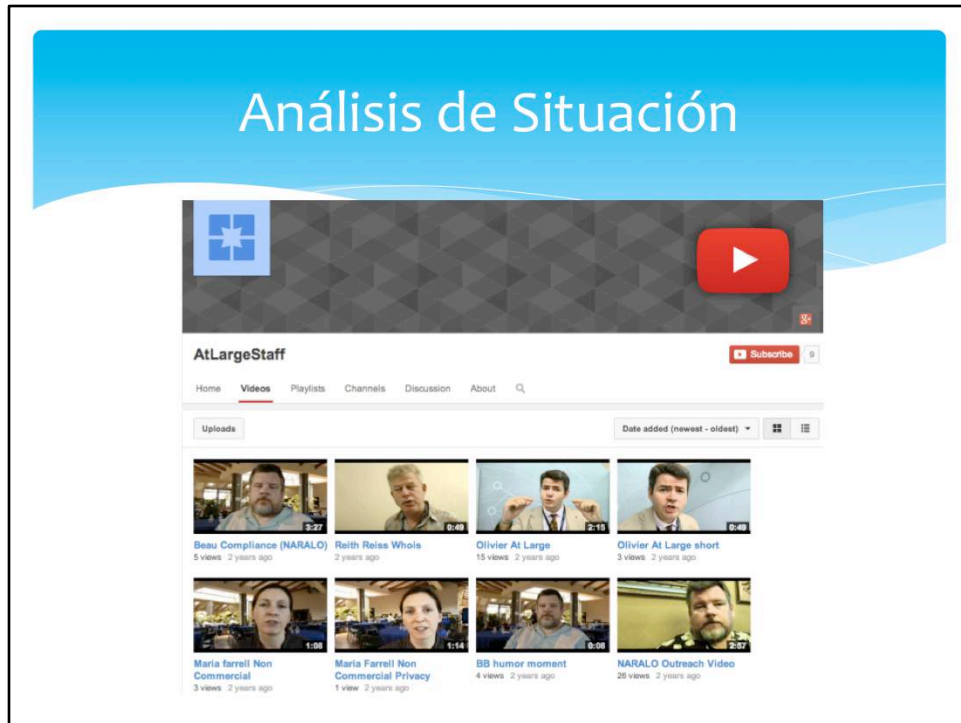 Análisis de Situación
g+
AtLargeStaff
Subscribe 9
Home Videos Playlists Channels Discussion About
Uploads
Date added (newest - oldest)
3:27
0:49
2:15
0:49
Beau Compliance (NARALO)
5 views 2 years ago
Reith Reiss Whois
2 years ago
Olivier At Large
15 views 2 years ago
Olivier At Large short
3 views 2 years ago
1:08
1:14
0:08
2:57
Maria farrell Non
Commercial
3 views 2 years ago
Maria Farrell Non
Commercial Privacy
1 view 2 years ago
BB humor moment
4 views 2 years ago
NARALO Outreach Video
26 views 2 years ago